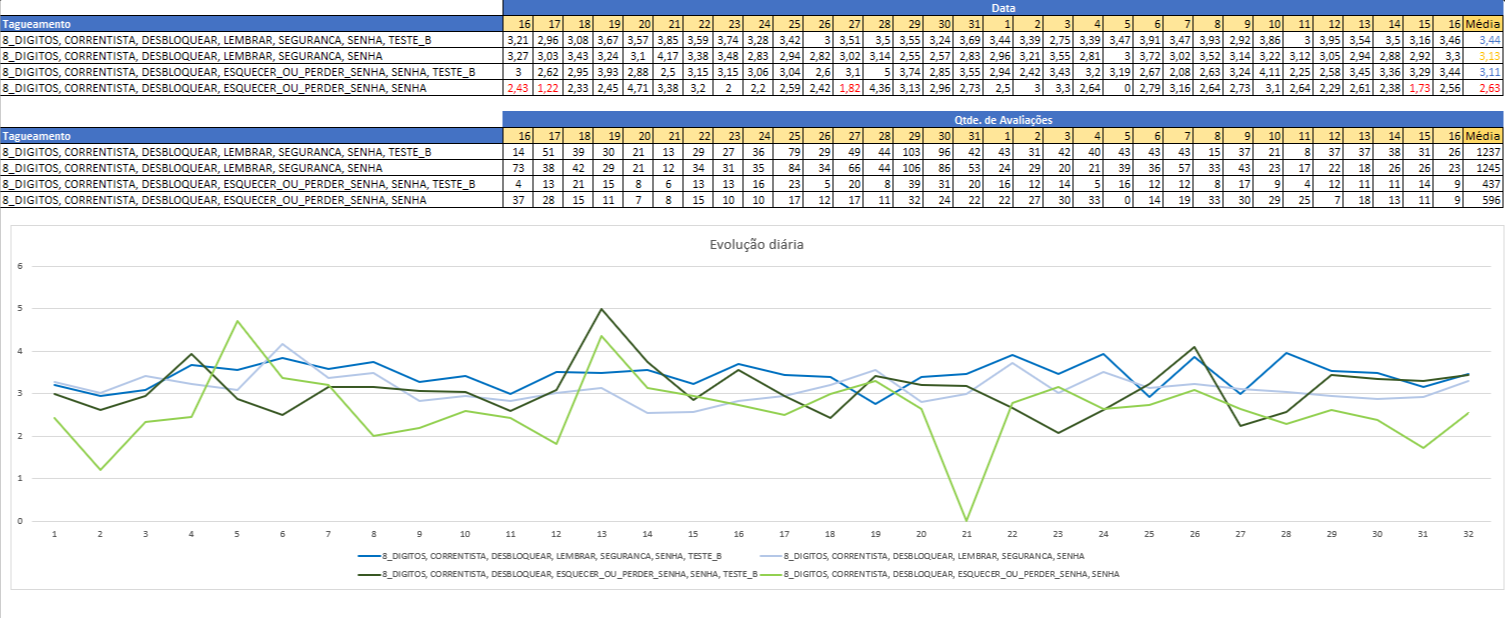 Data
Tagueamento 16 17 18 19 20 21 22 23 24 25 26 27 28 29 30 31 1 2 3 4 5 6 7 8 9 10 11 12 13 14 15 16 Média
8_DIGITOS, CORRENTISTA, DESBLOQUEAR, LEMBRAR, SEGURANCA, SENHA, TESTE_B 3,21 2,96 3,08 3,67 3,57 3,85 3,59 3,74 3,28 3,42 3 3,51 3,5 3,55 3,24 3,69 3,44 3,39 2,75 3,39 3,47 3,91 3,47 3,93 2,92 3,86 3 3,95 3,54 3,5 3,16 3,46 3,44
8_DIGITOS, CORRENTISTA, DESBLOQUEAR, LEMBRAR, SEGURANCA, SENHA 3,27 3,03 3,43 3,24 3,1 4,17 3,38 3,48 2,83 2,94 2,82 3,02 3,14 2,55 2,57 2,83 2,96 3,21 3,55 2,81 3 3,72 3,02 3,52 3,14 3,22 3,12 3,05 2,94 2,88 2,92 3,3 3,13
8_DIGITOS, CORRENTISTA, DESBLOQUEAR, ESQUECER_OU_PERDER_SENHA, SENHA, TESTE_B 3 2,62 2,95 3,93 2,88 2,5 3,15 3,15 3,06 3,04 2,6 3,1 5 3,74 2,85 3,55 2,94 2,42 3,43 3,2 3,19 2,67 2,08 2,63 3,24 4,11 2,25 2,58 3,45 3,36 3,29 3,44 3,11
8_DIGITOS, CORRENTISTA, DESBLOQUEAR, ESQUECER_OU_PERDER_SENHA, SENHA 2,43 1,22 2,33 2,45 4,71 3,38 3,2 2 2,2 2,59 2,42 1,82 4,36 3,13 2,96 2,73 2,5 3 3,3 2,64 0 2,79 3,16 2,64 2,73 3,1 2,64 2,29 2,61 2,38 1,73 2,56 2,63
Qtde. de Avaliações
Tagueamento 16 17 18 19 20 21 22 23 24 25 26 27 28 29 30 31 1 2 3 4 5 6 7 8 9 10 11 12 13 14 15 16 Média
8_DIGITOS, CORRENTISTA, DESBLOQUEAR, LEMBRAR, SEGURANCA, SENHA, TESTE_B 14 51 39 30 21 13 29 27 36 79 29 49 44 103 96 42 43 31 42 40 43 43 43 15 37 21 8 37 37 38 31 26 1237
8_DIGITOS, CORRENTISTA, DESBLOQUEAR, LEMBRAR, SEGURANCA, SENHA 73 38 42 29 21 12 34 31 35 84 34 66 44 106 86 53 24 29 20 21 39 36 57 33 43 23 17 22 18 26 26 23 1245
8_DIGITOS, CORRENTISTA, DESBLOQUEAR, ESQUECER_OU_PERDER_SENHA, SENHA, TESTE_B 4 13 21 15 8 6 13 13 16 23 5 20 8 39 31 20 16 12 14 5 16 12 12 8 17 9 4 12 11 11 14 9 437
8_DIGITOS, CORRENTISTA, DESBLOQUEAR, ESQUECER_OU_PERDER_SENHA, SENHA 37 28 15 11 7 8 15 10 10 17 12 17 11 32 24 22 22 27 30 33 0 14 19 33 30 29 25 7 18 13 11 9 596
Evolução diária
6
5
4
3
2
1
0
1 2 3 4 5 6 7 8 9 10 11 12 13 14 15 16 17 18 19 20 21 22 23 24 25 26 27 28 29 30 31 32
8_DIGITOS, CORRENTISTA, DESBLOQUEAR, LEMBRAR, SEGURANCA, SENHA, TESTE_B 8_DIGITOS, CORRENTISTA, DESBLOQUEAR, LEMBRAR, SEGURANCA, SENHA
8_DIGITOS, CORRENTISTA, DESBLOQUEAR, ESQUECER_OU_PERDER_SENHA, SENHA, TESTE_B 8_DIGITOS, CORRENTISTA, DESBLOQUEAR, ESQUECER_OU_PERDER_SENHA, SENHA